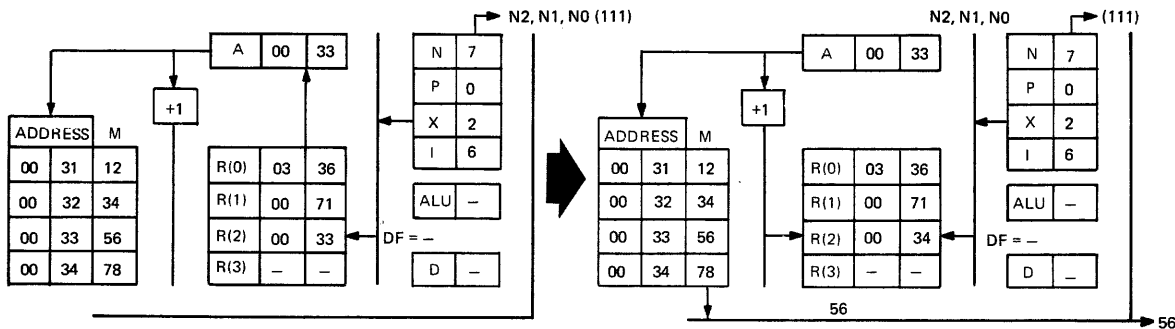 N2, N1, N0 (111)
A 00 33
N 7
P 0
X 2
I 6
+1
ADDRESS M
00 31 12
00 32 34
00 33 56
00 34 78
R(0) 03 36
R(1) 00 71
R(2) 00 33
R(3) – –
ALU –
DF = –
D –
N2, N1, N0 (111)
A 00 33
N 7
P 0
X 2
I 6
+1
ADDRESS M
00 31 12
00 32 34
00 33 56
00 34 78
R(0) 03 36
R(1) 00 71
R(2) 00 34
R(3) – –
ALU –
DF = –
D –
56
56